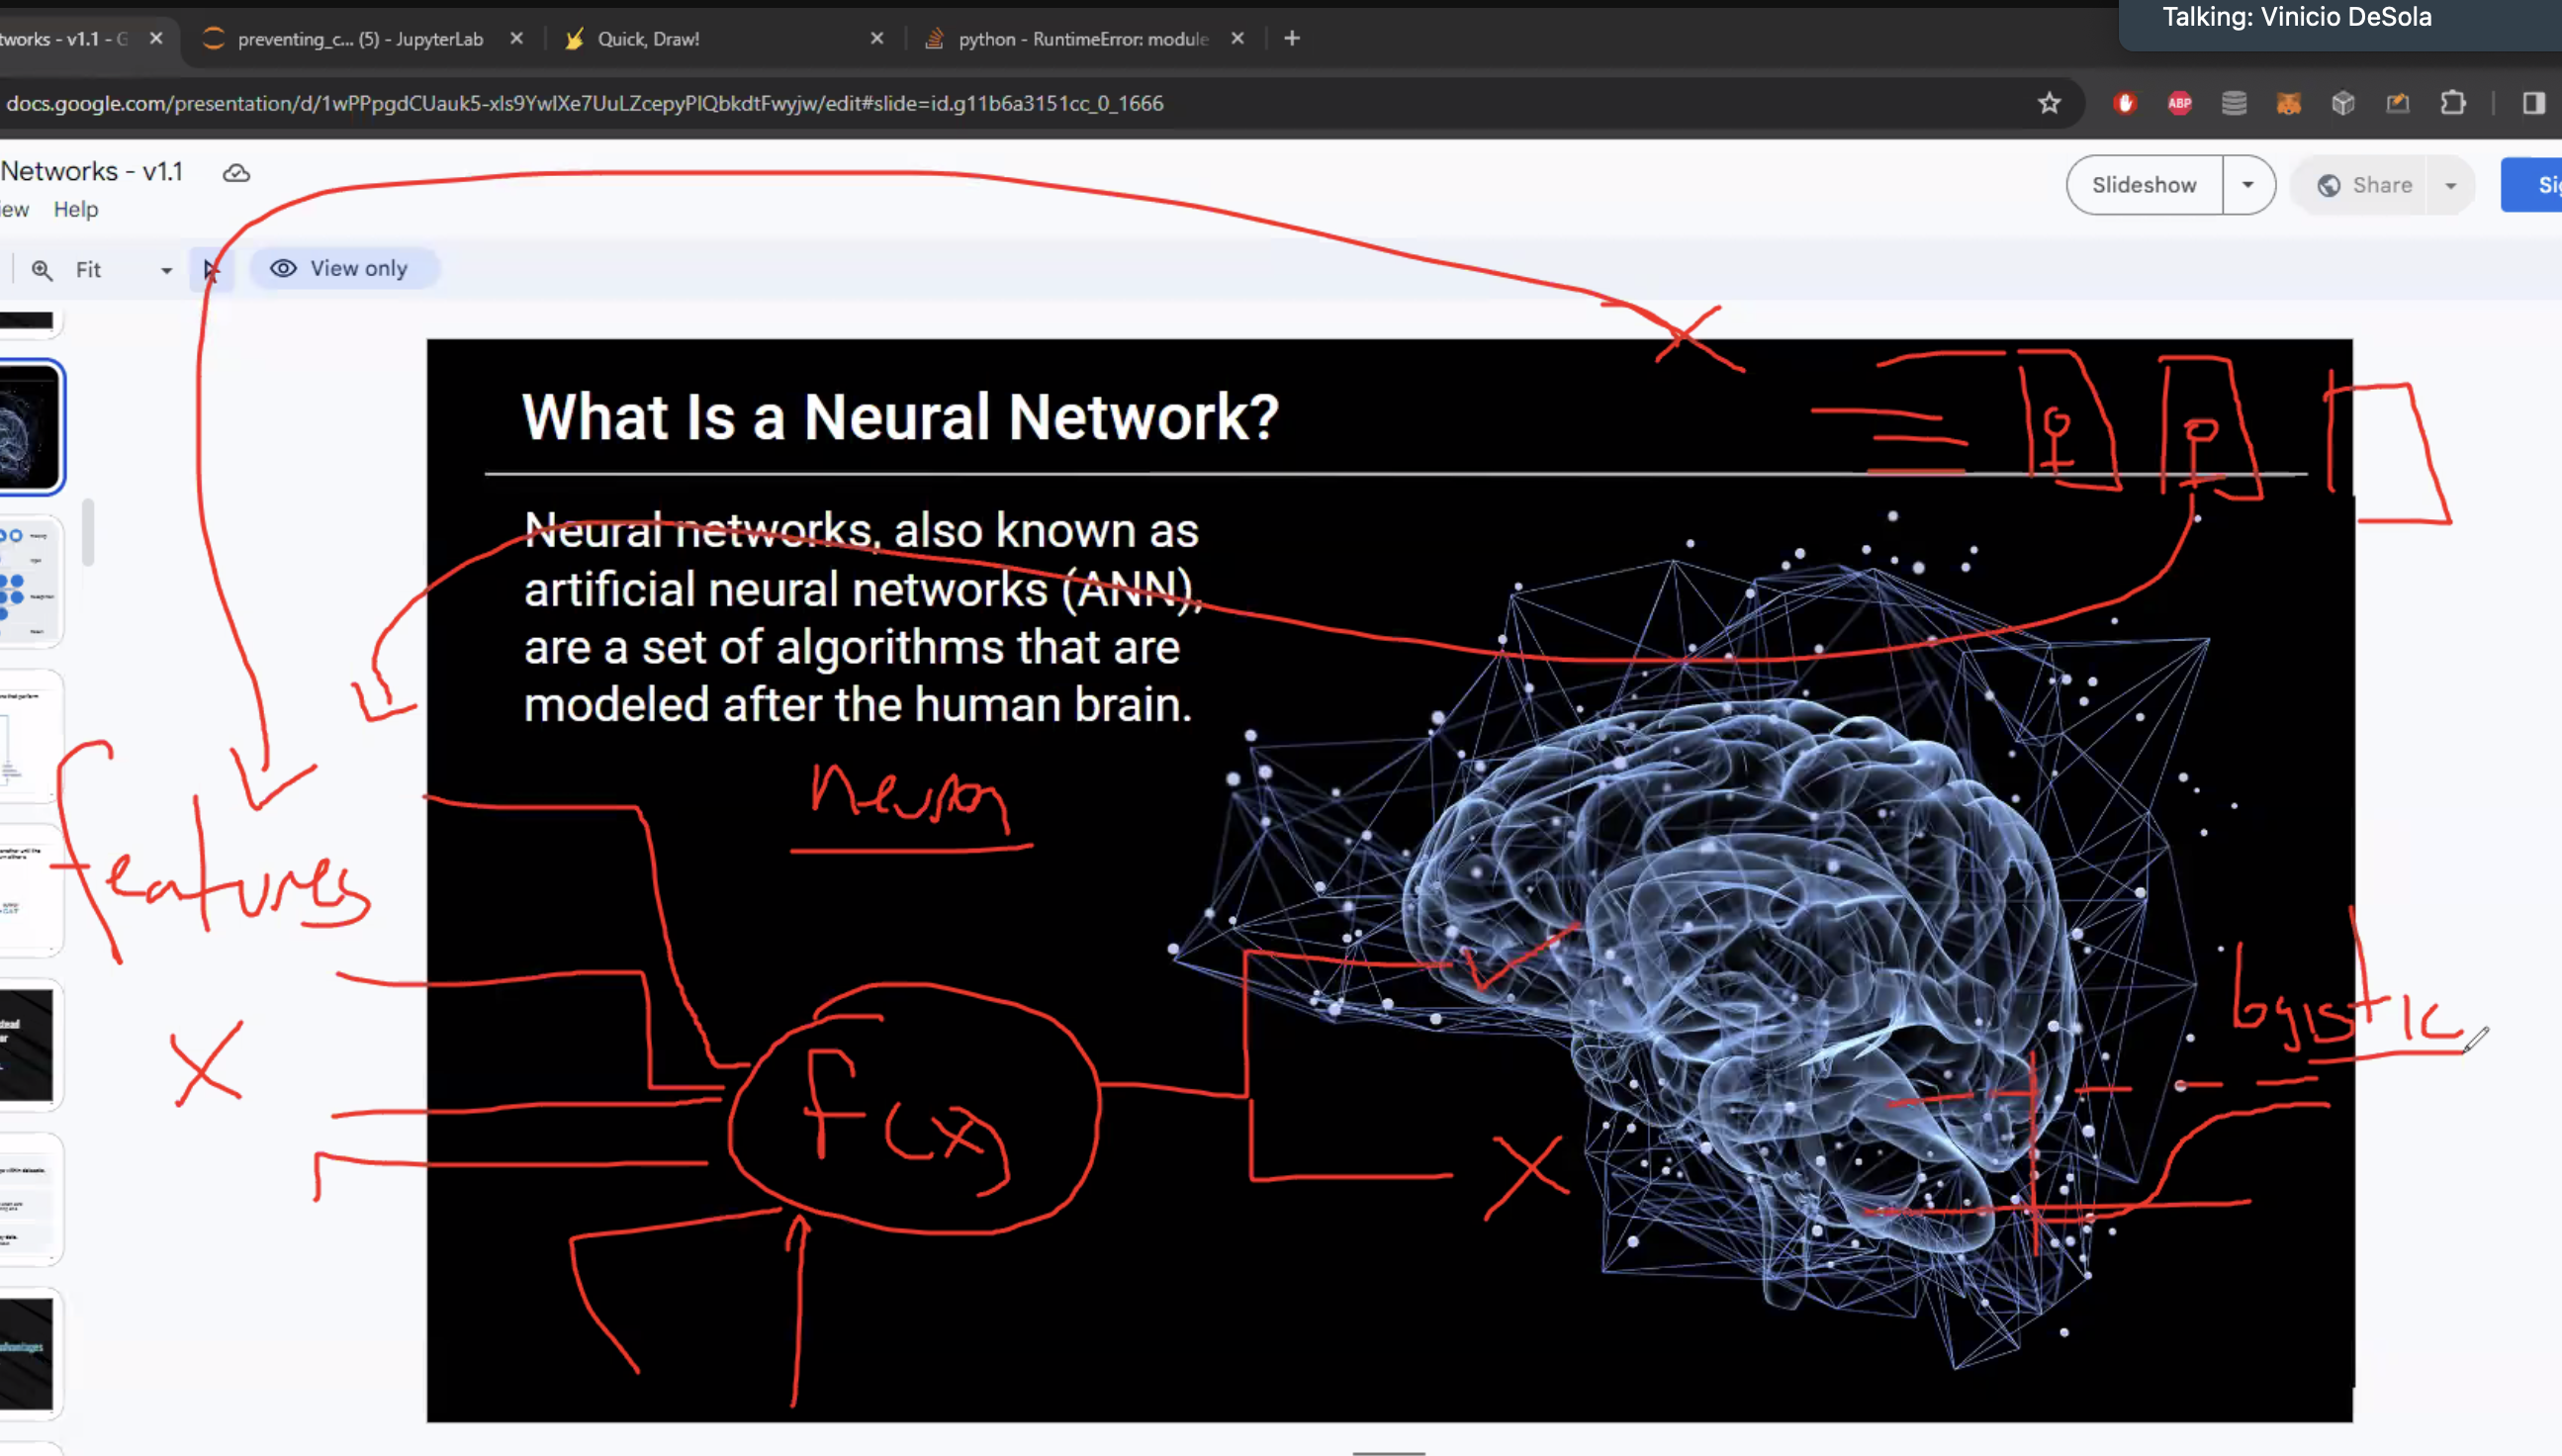 Talking: Vinicio DeSola
tworks - v1.1 - G
preventing_c... (5) - JupyterLab
Quick, Draw!
python - RuntimeError: module
docs.google.com/presentation/d/1wPPpgdCUauk5-xls9YwIXe7UuLZcepyPlQbkdtFwyjw/edit#slide=id.g11b6a3151cc_0_1666
ABP
Networks - v1.1
iew Help
Slideshow
Share
Si
Fit
View only
What Is a Neural Network?
Neural networks, also known as
artificial neural networks (ANN),
are a set of algorithms that are
modeled after the human brain.
neuron
features
X
f(x)
X
logistic